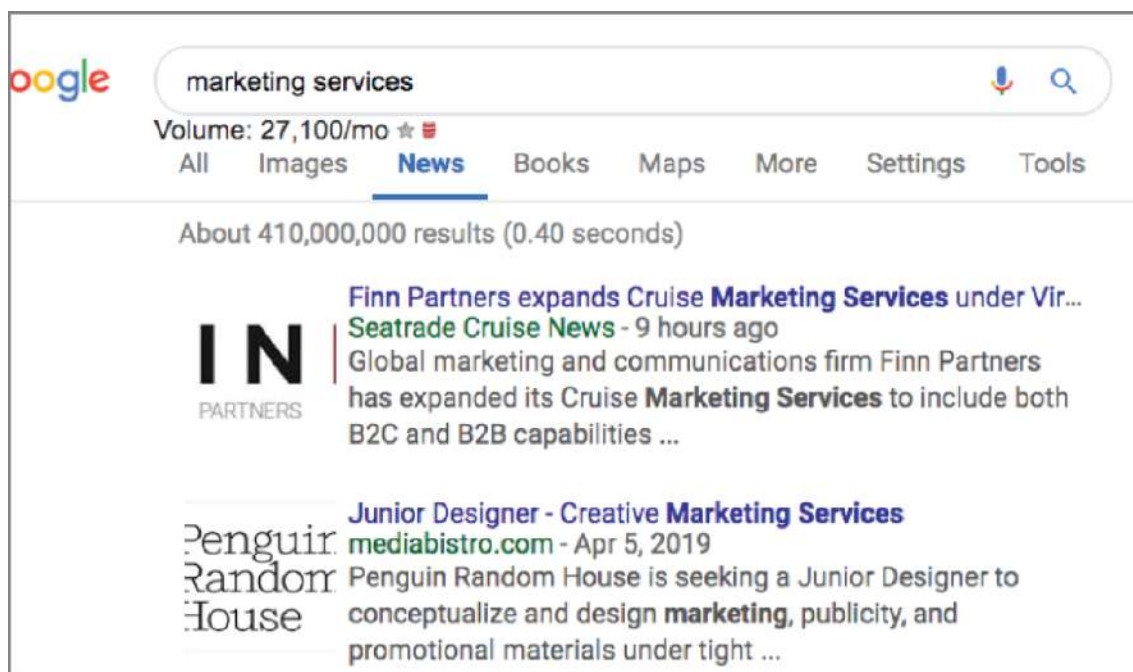 oogle
marketing services
Volume: 27,100/mo
All Images News Books Maps More Settings Tools
About 410,000,000 results (0.40 seconds)
Finn Partners expands Cruise Marketing Services under Vir...
Seatrade Cruise News - 9 hours ago
Global marketing and communications firm Finn Partners
has expanded its Cruise Marketing Services to include both
B2C and B2B capabilities ...
IN
PARTNERS
Junior Designer - Creative Marketing Services
mediabistro.com - Apr 5, 2019
Penguin Random House is seeking a Junior Designer to
conceptualize and design marketing, publicity, and
promotional materials under tight ...
Penguin
Random
House